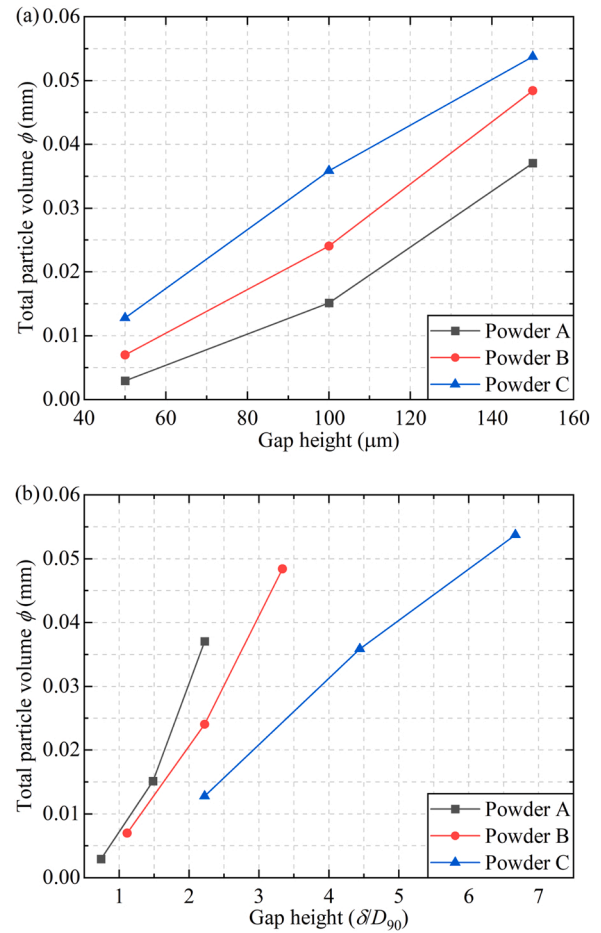 (a)
0.06
0.05
0.04
0.03
0.02
0.01
0.00
Total particle volume ϕ (mm)
40 60 80 100 120 140 160
Gap height (μm)
Powder A
Powder B
Powder C
(b)
0.06
0.05
0.04
0.03
0.02
0.01
0.00
Total particle volume ϕ (mm)
1 2 3 4 5 6 7
Gap height (δ/D90)
Powder A
Powder B
Powder C